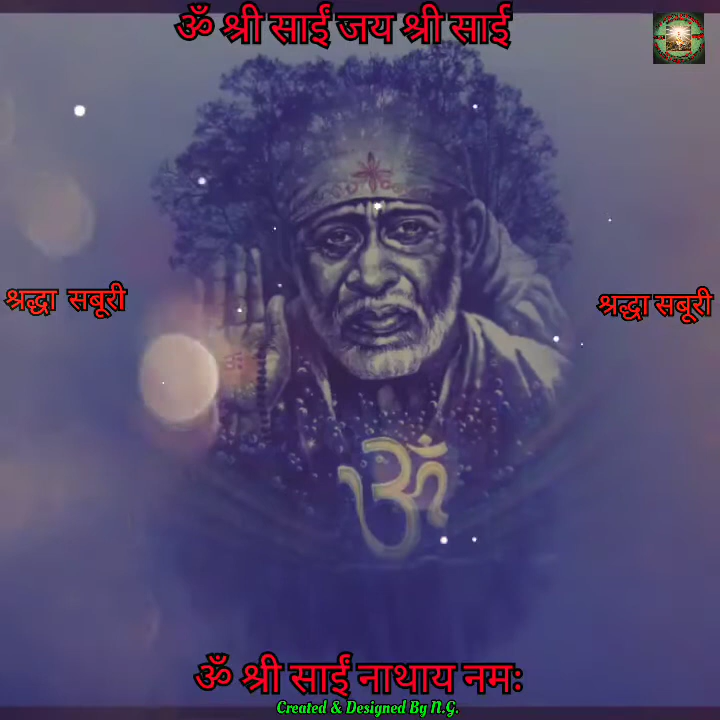 ॐ श्री साईं जय श्री साई
श्रद्धा सबूरी
श्रद्धा सबूरी
ॐ
ॐ श्री साईं नाथाय नमः
Created & Designed By N.G.